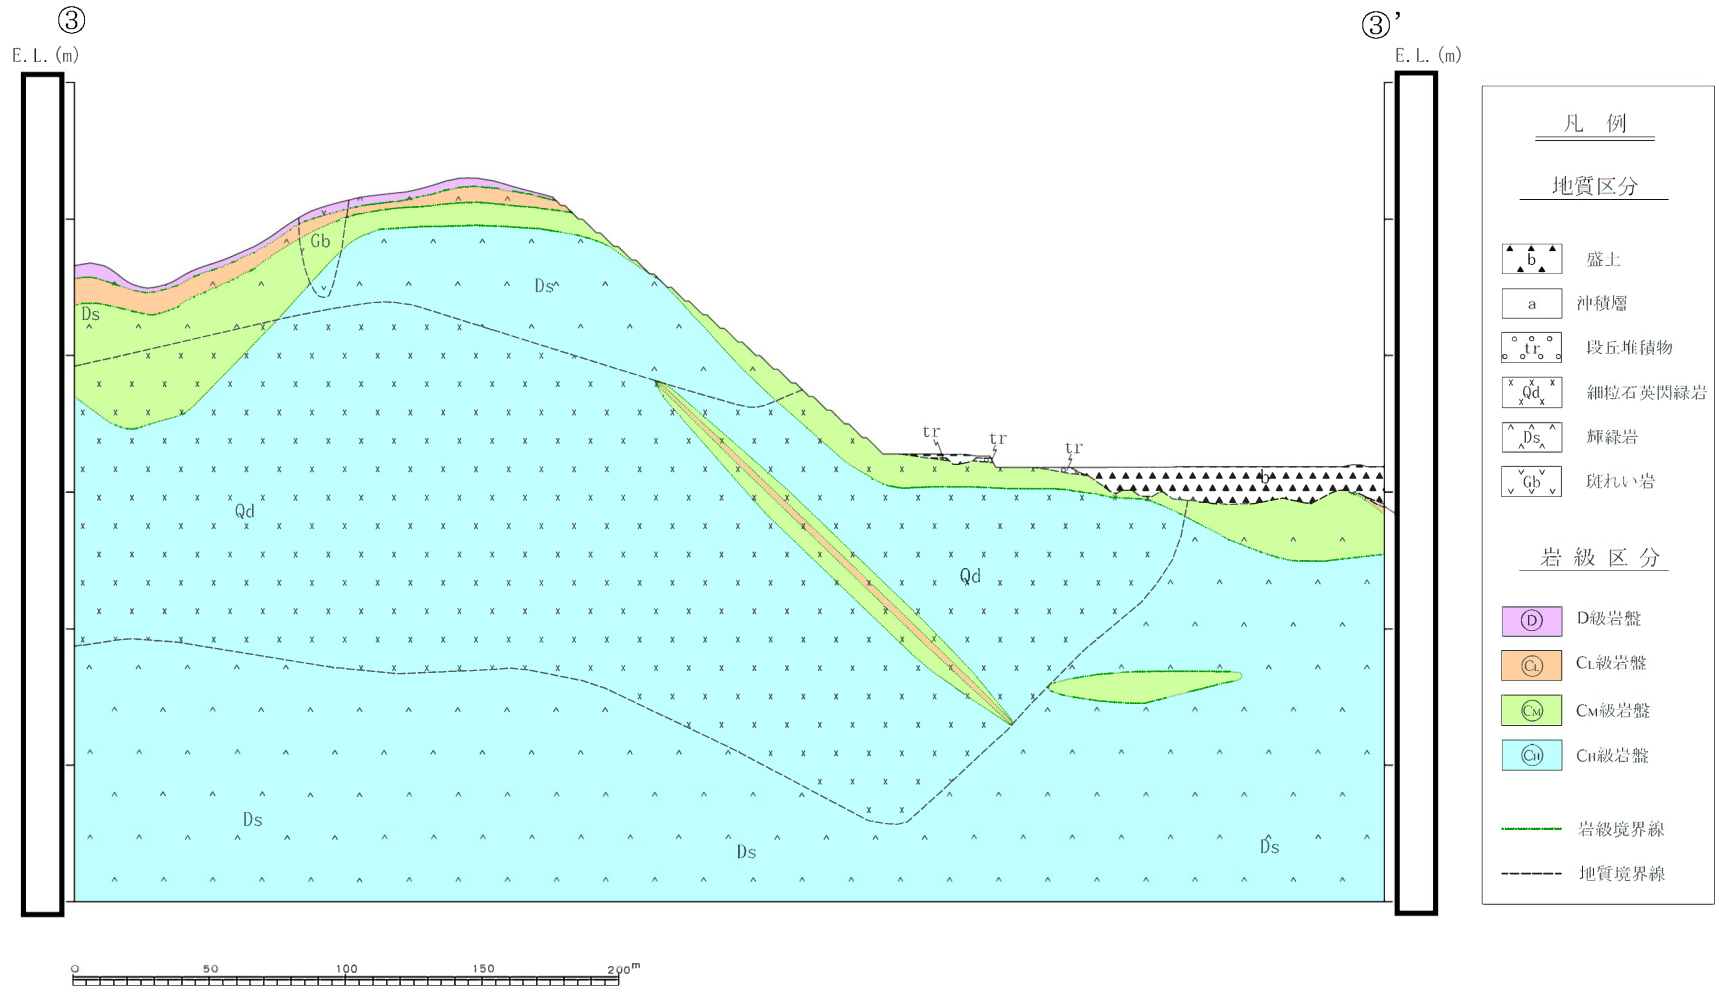 ③
③’
E.L.(m)
E.L.(m)
Gb
Ds
Ds
tr
tr
tr
b
Qd
Qd
Ds
Ds
Ds
0 50 100 150 200m
凡 例
地質区分
b 盛土
a 沖積層
tr 段丘堆積物
Qd 細粒石英閃緑岩
Ds 輝緑岩
Gb 斑れい岩
岩級区分
D D級岩盤
CL CL級岩盤
CM CM級岩盤
CH CH級岩盤
岩級境界線
地質境界線